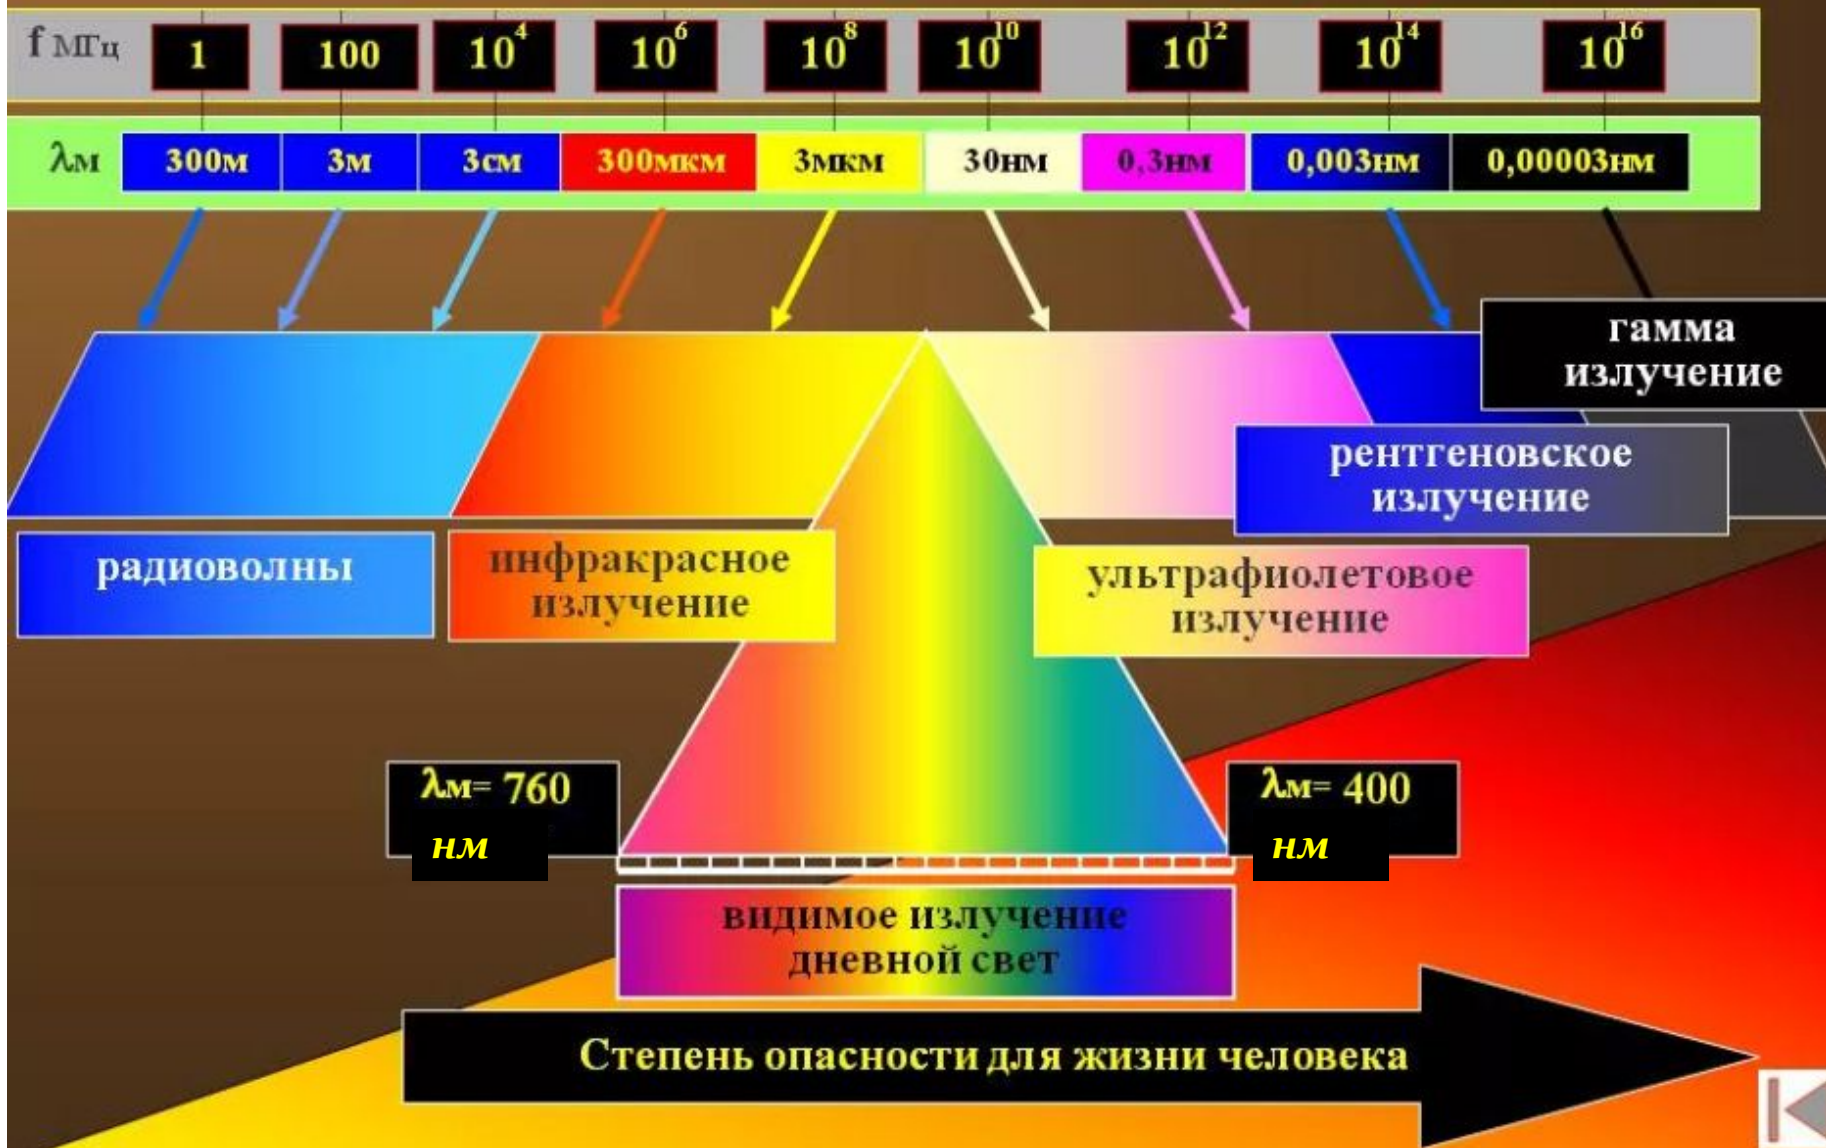 f МГц 1 100 10⁴ 10⁶ 10⁸ 10¹⁰ 10¹² 10¹⁴ 10¹⁶
λм 300м 3м 3см 300мкм 3мкм 30нм 0,3нм 0,003нм 0,00003нм
гамма
излучение
рентгеновское
излучение
радиоволны
инфракрасное
излучение
ультрафиолетовое
излучение
λм= 760
нм
λм= 400
нм
видимое излучение
дневной свет
Степень опасности для жизни человека